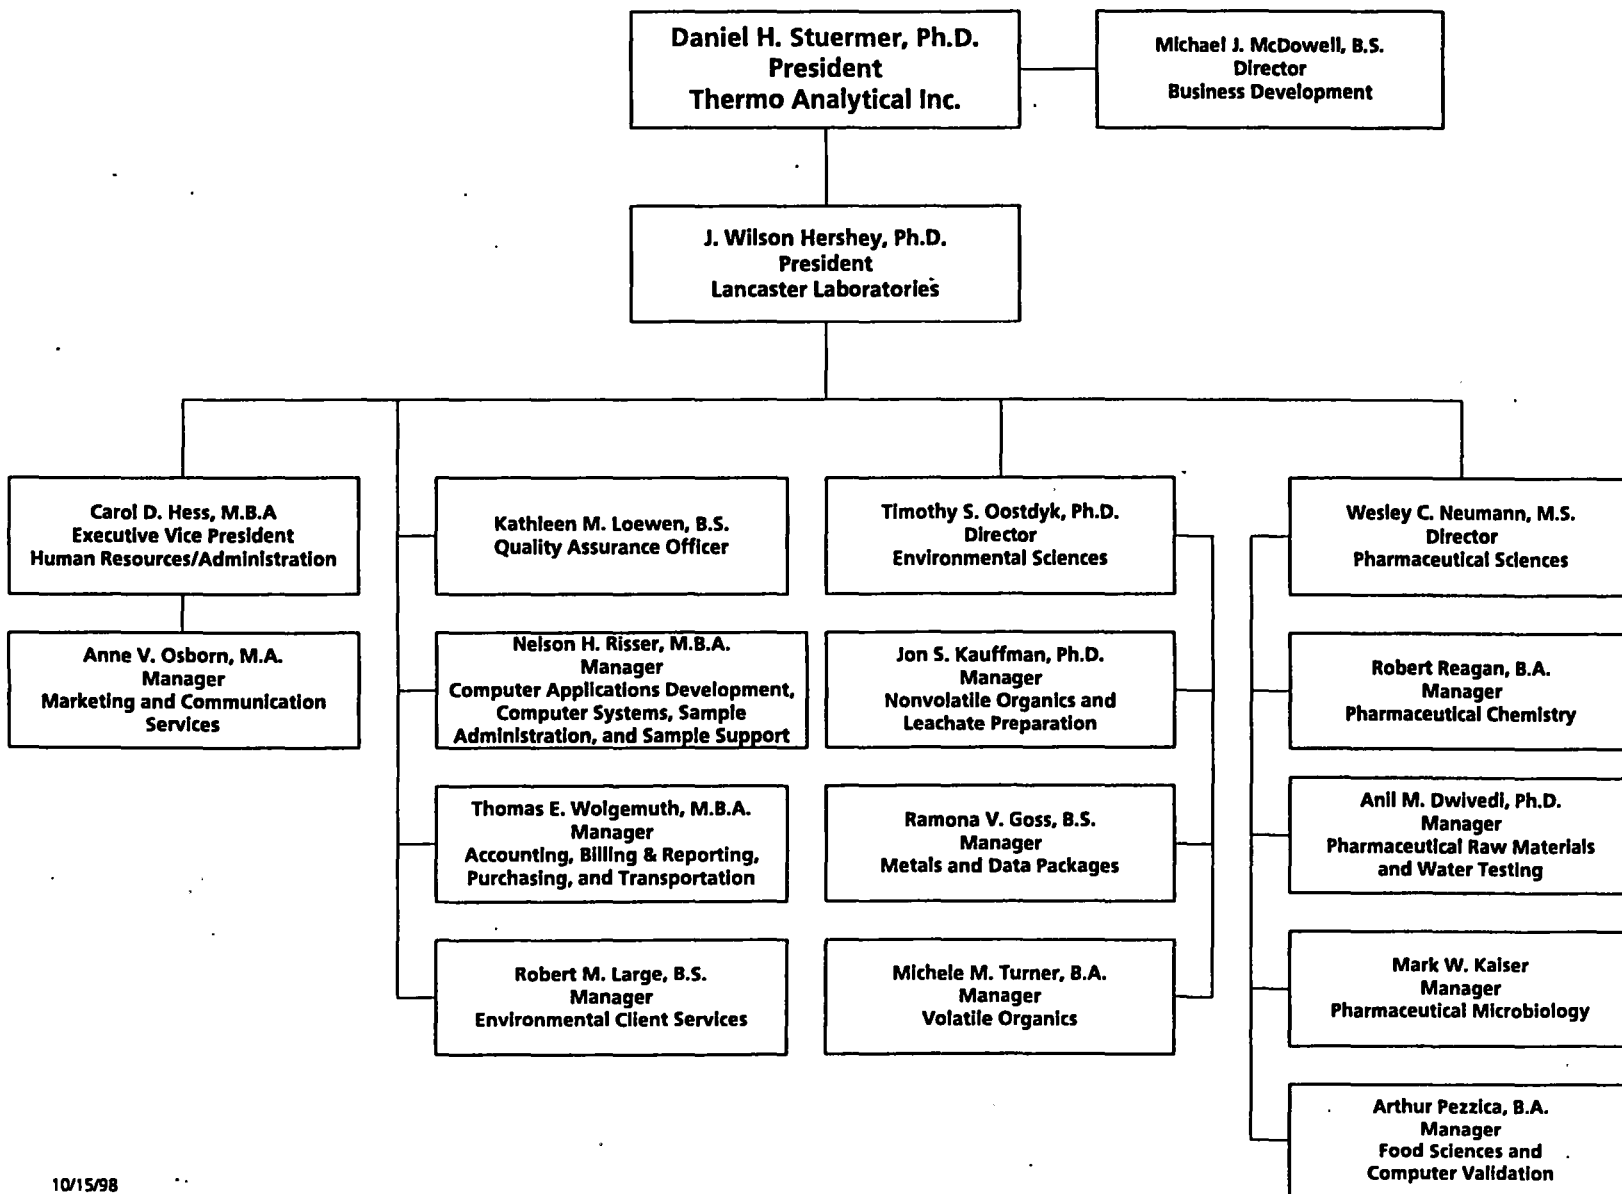 Daniel H. Stuermer, Ph.D.
President
Thermo Analytical Inc.
Michael J. McDowell, B.S.
Director
Business Development
J. Wilson Hershey, Ph.D.
President
Lancaster Laboratories
Carol D. Hess, M.B.A
Executive Vice President
Human Resources/Administration
Anne V. Osborn, M.A.
Manager
Marketing and Communication
Services
Kathleen M. Loewen, B.S.
Quality Assurance Officer
Nelson H. Risser, M.B.A.
Manager
Computer Applications Development,
Computer Systems, Sample
Administration, and Sample Support
Thomas E. Wolgemuth, M.B.A.
Manager
Accounting, Billing & Reporting,
Purchasing, and Transportation
Robert M. Large, B.S.
Manager
Environmental Client Services
Timothy S. Oostdyk, Ph.D.
Director
Environmental Sciences
Jon S. Kauffman, Ph.D.
Manager
Nonvolatile Organics and
Leachate Preparation
Ramona V. Goss, B.S.
Manager
Metals and Data Packages
Michele M. Turner, B.A.
Manager
Volatile Organics
Wesley C. Neumann, M.S.
Director
Pharmaceutical Sciences
Robert Reagan, B.A.
Manager
Pharmaceutical Chemistry
Anil M. Dwivedi, Ph.D.
Manager
Pharmaceutical Raw Materials
and Water Testing
Mark W. Kaiser
Manager
Pharmaceutical Microbiology
Arthur Pezzica, B.A.
Manager
Food Sciences and
Computer Validation
10/15/98